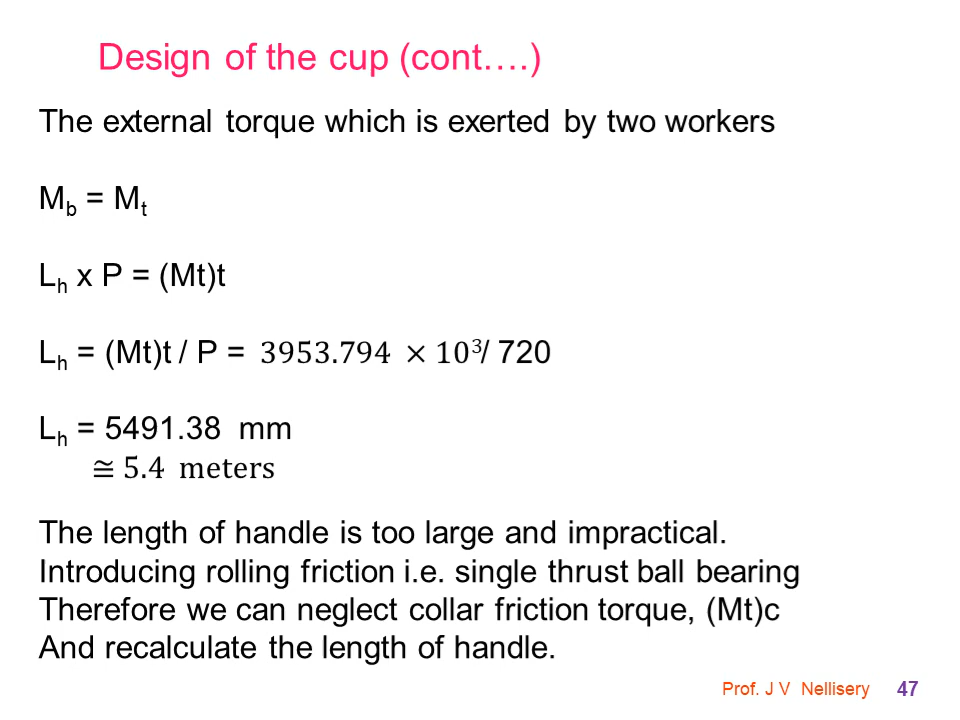 Design of the cup (cont….)
The external torque which is exerted by two workers
Mb = Mt
Lh x P = (Mt)t
Lh = (Mt)t / P = 3953.794 × 10³/ 720
Lh = 5491.38 mm
≅ 5.4 meters
The length of handle is too large and impractical.
Introducing rolling friction i.e. single thrust ball bearing
Therefore we can neglect collar friction torque, (Mt)c
And recalculate the length of handle.
Prof. J V Nellisery 47